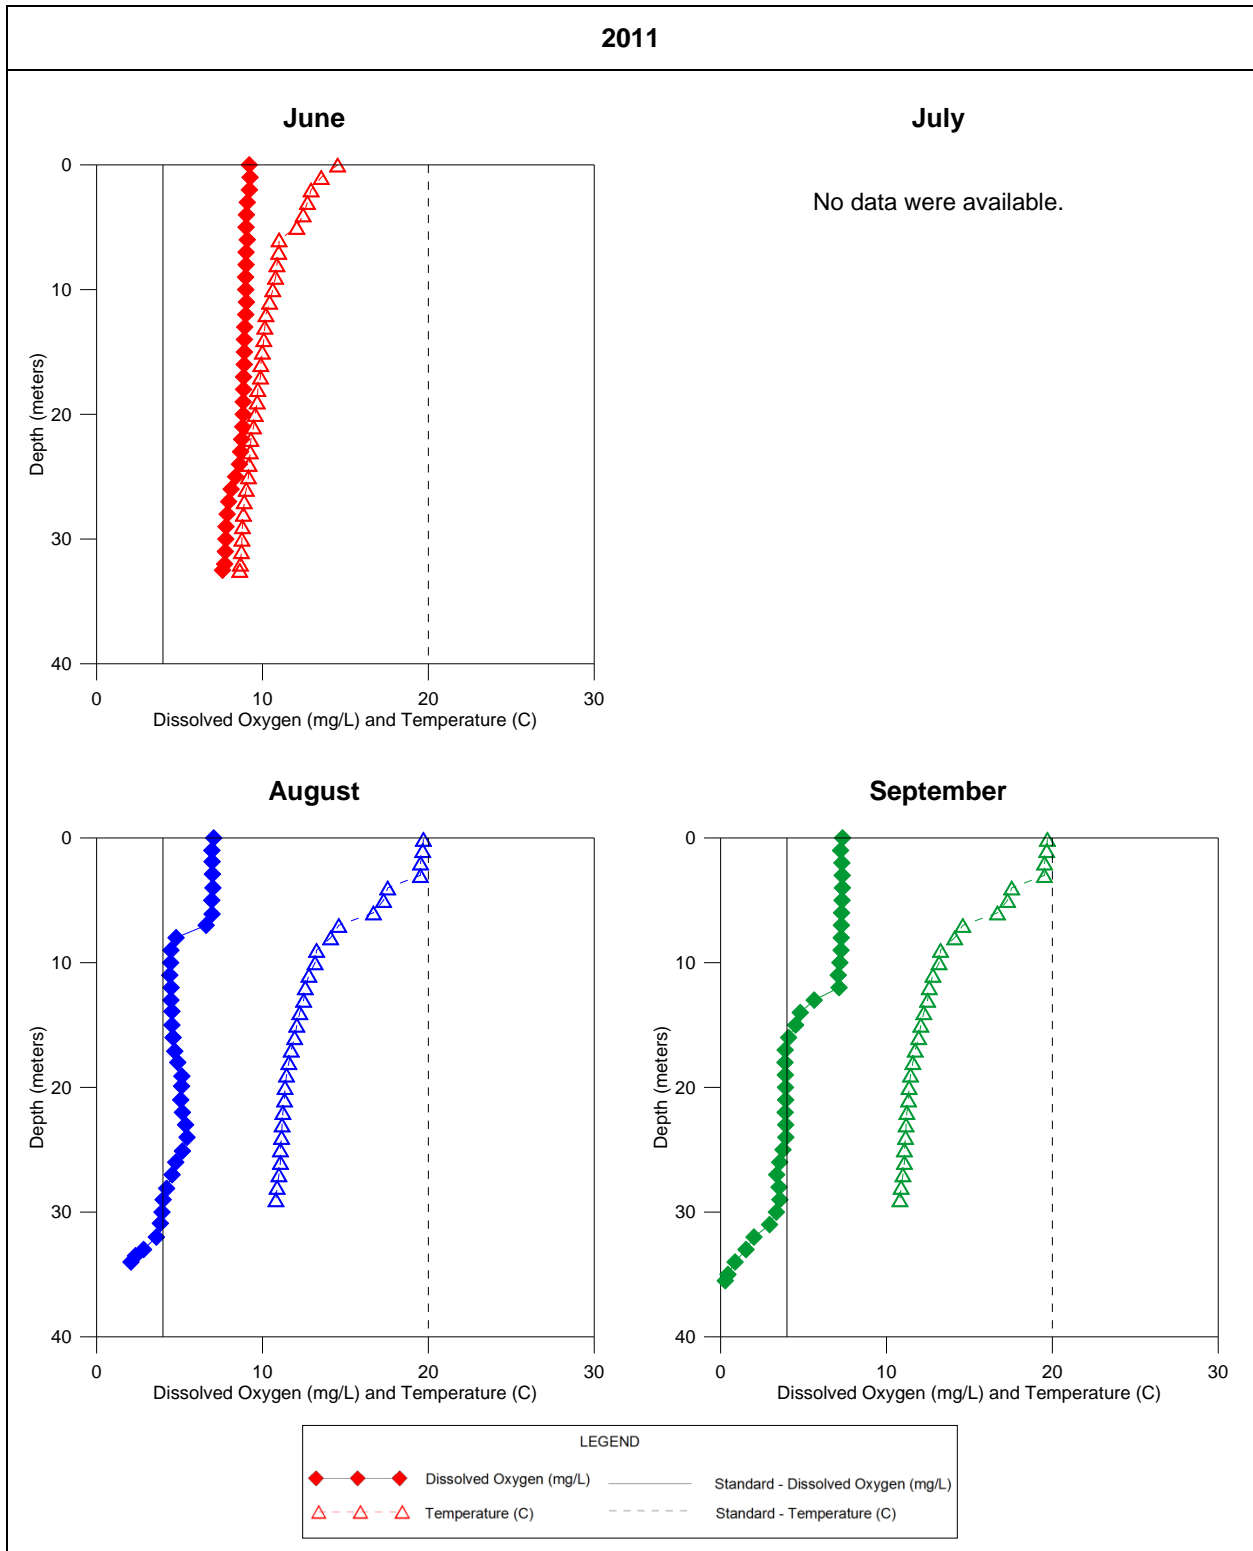 2011
June
July
No data were available.
0
10
20
30
40
Depth (meters)
0
10
20
30
Dissolved Oxygen (mg/L) and Temperature (C)
August
September
0
10
20
30
40
Depth (meters)
0
10
20
30
Dissolved Oxygen (mg/L) and Temperature (C)
0
10
20
30
40
Depth (meters)
0
10
20
30
Dissolved Oxygen (mg/L) and Temperature (C)
LEGEND
Dissolved Oxygen (mg/L)
Standard - Dissolved Oxygen (mg/L)
Temperature (C)
Standard - Temperature (C)